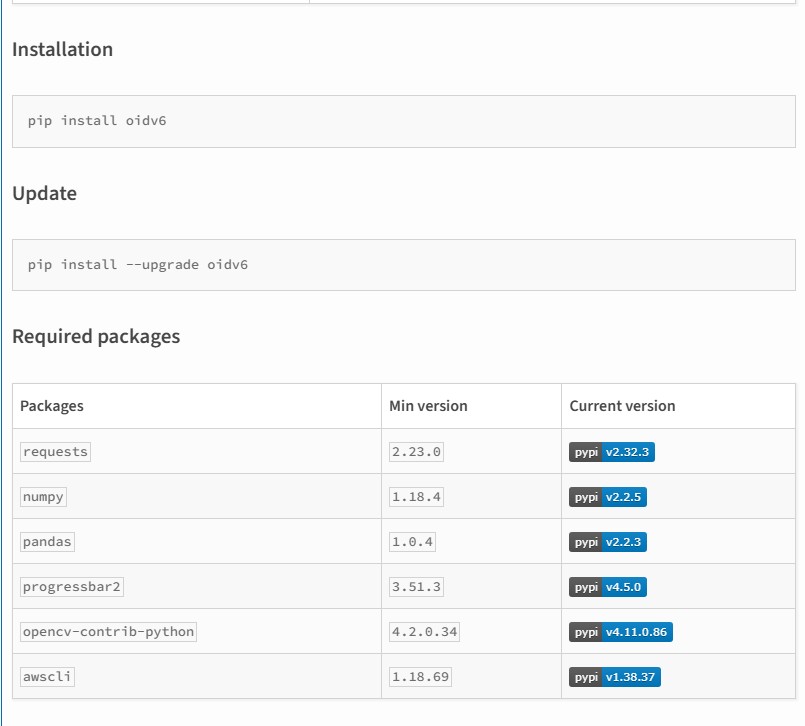 Installation
pip install oidv6
Update
pip install --upgrade oidv6
Required packages
Packages Min version Current version
requests 2.23.0 pypi v2.32.3
numpy 1.18.4 pypi v2.2.5
pandas 1.0.4 pypi v2.2.3
progressbar2 3.51.3 pypi v4.5.0
opencv-contrib-python 4.2.0.34 pypi v4.11.0.86
awscli 1.18.69 pypi v1.38.37